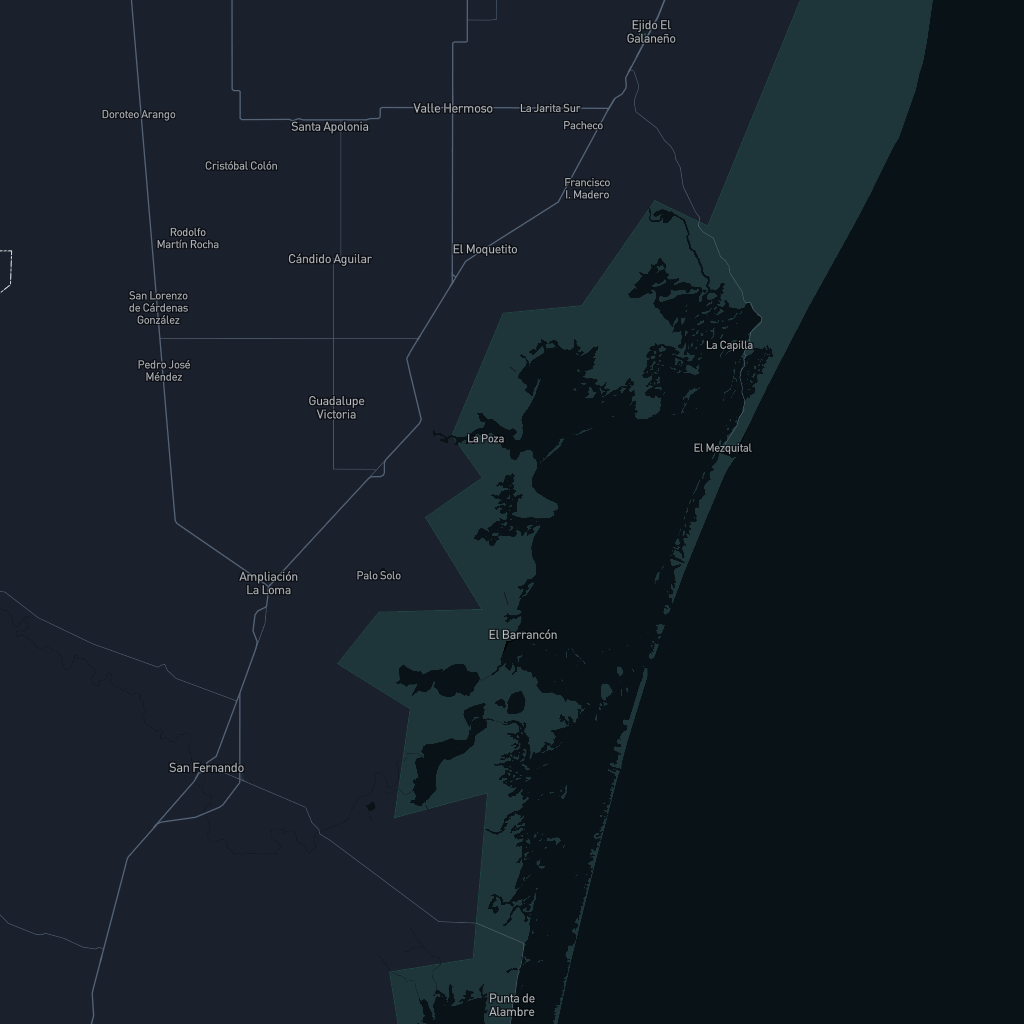 Ejido El
Galaneño
Doroteo Arango
Valle Hermoso
La Jarita Sur
Santa Apolonia
Pacheco
Cristóbal Colón
Francisco
I. Madero
Rodolfo
Martín Rocha
El Moquetito
Cándido Aguilar
San Lorenzo
de Cárdenas
González
La Capilla
Pedro José
Méndez
Guadalupe
Victoria
La Poza
El Mezquital
Ampliación
La Loma
Palo Solo
El Barrancón
San Fernando
Punta de
Alambre